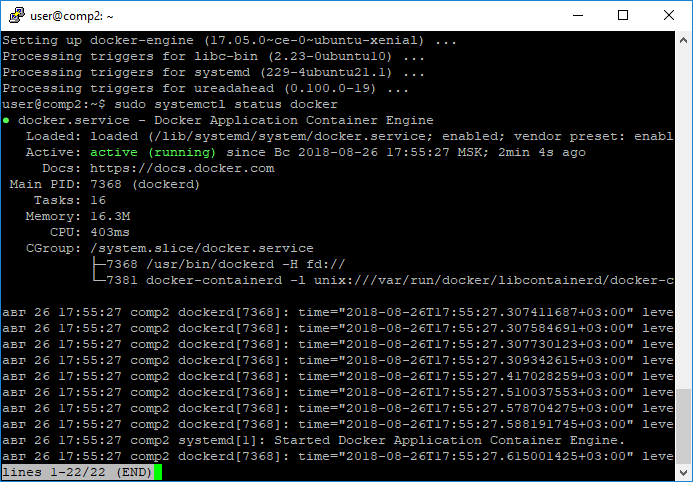 user@comp2: ~
Setting up docker-engine (17.05.0~ce-0~ubuntu-xenial) ...
Processing triggers for libc-bin (2.23-0ubuntu10) ...
Processing triggers for systemd (229-4ubuntu21.1) ...
Processing triggers for ureadahead (0.100.0-19) ...
user@comp2:~$ sudo systemctl status docker
● docker.service - Docker Application Container Engine
   Loaded: loaded (/lib/systemd/system/docker.service; enabled; vendor preset: enabl
   Active: active (running) since Вс 2018-08-26 17:55:27 MSK; 2min 4s ago
     Docs: https://docs.docker.com
 Main PID: 7368 (dockerd)
    Tasks: 16
   Memory: 16.3M
      CPU: 403ms
   CGroup: /system.slice/docker.service
           ├─7368 /usr/bin/dockerd -H fd://
           └─7381 docker-containerd -l unix:///var/run/docker/libcontainerd/docker-c
авг 26 17:55:27 comp2 dockerd[7368]: time="2018-08-26T17:55:27.307411687+03:00" leve
авг 26 17:55:27 comp2 dockerd[7368]: time="2018-08-26T17:55:27.307584691+03:00" leve
авг 26 17:55:27 comp2 dockerd[7368]: time="2018-08-26T17:55:27.307730123+03:00" leve
авг 26 17:55:27 comp2 dockerd[7368]: time="2018-08-26T17:55:27.309342615+03:00" leve
авг 26 17:55:27 comp2 dockerd[7368]: time="2018-08-26T17:55:27.417028259+03:00" leve
авг 26 17:55:27 comp2 dockerd[7368]: time="2018-08-26T17:55:27.510037553+03:00" leve
авг 26 17:55:27 comp2 dockerd[7368]: time="2018-08-26T17:55:27.578704275+03:00" leve
авг 26 17:55:27 comp2 dockerd[7368]: time="2018-08-26T17:55:27.588191745+03:00" leve
авг 26 17:55:27 comp2 systemd[1]: Started Docker Application Container Engine.
авг 26 17:55:27 comp2 dockerd[7368]: time="2018-08-26T17:55:27.615001425+03:00" leve
lines 1-22/22 (END)